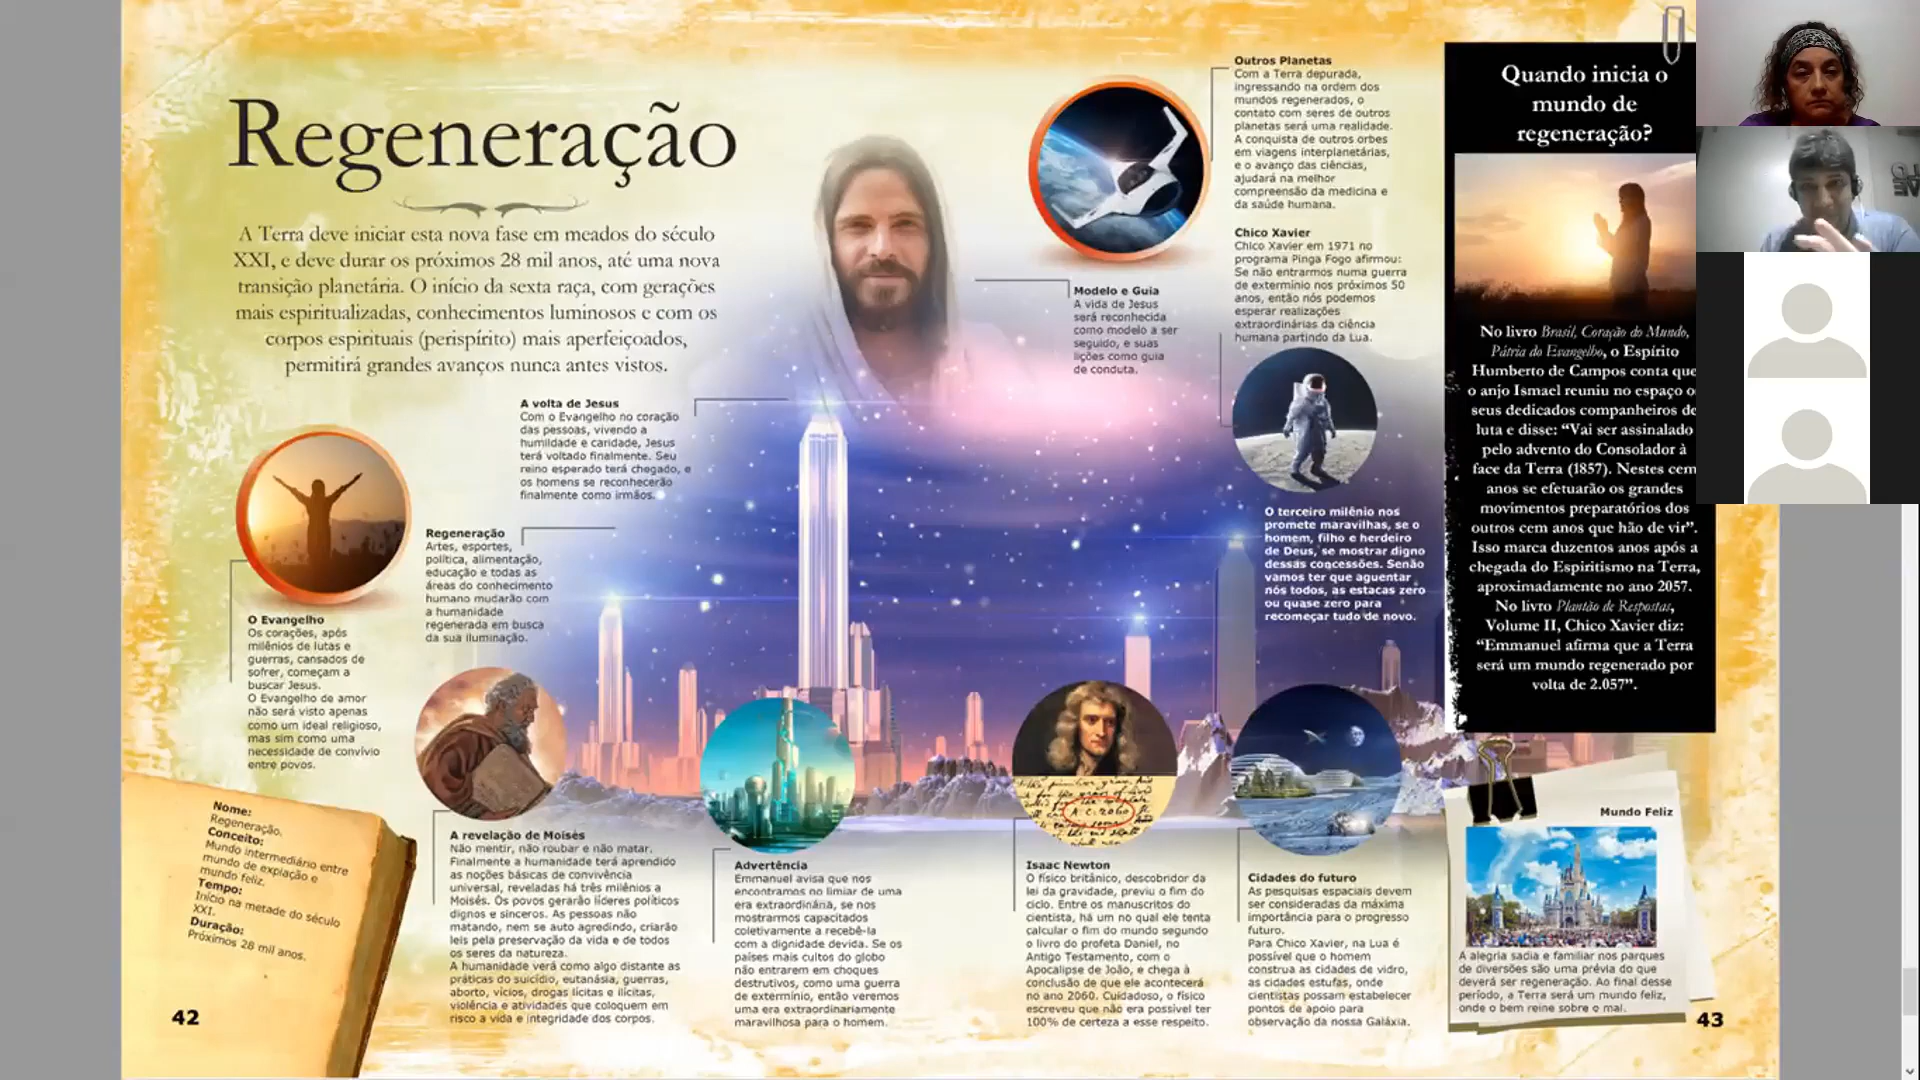 Regeneração
A Terra deve iniciar esta nova fase em meados do século
XXI, e deve durar os próximos 28 mil anos, até uma nova
transição planetária. O início da sexta raça, com gerações
mais espiritualizadas, conhecimentos luminosos e com os
corpos espirituais (perispírito) mais aperfeiçoados,
permitirá grandes avanços nunca antes vistos.
A volta de Jesus
Com o Evangelho no coração
das pessoas, vivendo a
humildade e caridade, Jesus
terá voltado finalmente. Seu
reino esperado terá chegado, e
os homens se reconhecerão
finalmente como irmãos.
Regeneração
Artes, esportes,
política, alimentação,
educação e todas as
áreas do conhecimento
humano mudarão com
a humanidade
regenerada em busca
da sua iluminação.
O Evangelho
Os corações, após
milênios de lutas e
guerras, cansados de
sofrer, começam a
buscar Jesus.
O Evangelho de amor
não será visto apenas
como um ideal religioso,
mas sim como uma
necessidade de convívio
entre povos.
Nome:
Regeneração.
Conceito:
Mundo intermediário entre
mundo de expiação e
mundo feliz.
Tempo:
Início na metade do século
XXI.
Duração:
Próximos 28 mil anos.
42
A revelação de Moisés
Não mentir, não roubar e não matar.
Finalmente a humanidade terá aprendido
as noções básicas de convivência
universal, reveladas há três milênios a
Moisés. Os povos gerarão líderes políticos
dignos e sinceros. As pessoas não
matando, nem se auto agredindo, criarão
leis pela preservação da vida e de todos
os seres da natureza.
A humanidade verá como algo distante as
práticas do suicídio, eutanásia, guerras,
aborto, vícios, drogas lícitas e ilícitas,
violência e atividades que coloquem em
risco a vida e integridade dos corpos.
Advertência
Emmanuel avisa que nos
encontramos no limiar de uma
era extraordinária, se nos
mostrarmos capacitados
coletivamente a recebê-la
com a dignidade devida. Se os
países mais cultos do globo
não entrarem em choques
destrutivos, como uma guerra
de extermínio, então veremos
uma era extraordinariamente
maravilhosa para o homem.
Modelo e Guia
A vida de Jesus
será reconhecida
como modelo a ser
seguido, e suas
lições como guia
de conduta.
Outros Planetas
Com a Terra depurada,
ingressando na ordem dos
mundos regenerados, o
contato com seres de outros
planetas será uma realidade.
A conquista de outros orbes
em viagens interplanetárias,
e o avanço das ciências,
ajudará na melhor
compreensão da medicina e
da saúde humana.
Chico Xavier
Chico Xavier em 1971 no
programa Pinga Fogo afirmou:
Se não entrarmos numa guerra
de extermínio nos próximos 50
anos, então nós podemos
esperar realizações
extraordinárias da ciência
humana partindo da Lua.
O terceiro milênio nos
promete maravilhas, se o
homem, filho e herdeiro
de Deus, se mostrar digno
dessas concessões. Senão
vamos ter que aguentar
nós todos, as estacas zero
ou quase zero para
recomeçar tudo de novo.
A C. 2060
Isaac Newton
O físico britânico, descobridor da
lei da gravidade, previu o fim do
ciclo. Entre os manuscritos do
cientista, há um no qual ele tenta
calcular o fim do mundo segundo
o livro do profeta Daniel, no
Antigo Testamento, com o
Apocalipse de João, e chega à
conclusão de que ele acontecerá
no ano 2060. Cuidadoso, o físico
escreveu que não era possível ter
100% de certeza a esse respeito.
Cidades do futuro
As pesquisas espaciais devem
ser consideradas da máxima
importância para o progresso
futuro.
Para Chico Xavier, na Lua é
possível que o homem
construa as cidades de vidro,
as cidades estufas, onde
cientistas possam estabelecer
pontos de apoio para
observação da nossa Galáxia.
Quando inicia o
mundo de
regeneração?
No livro Brasil, Coração do Mundo,
Pátria do Evangelho, o Espírito
Humberto de Campos conta que
o anjo Ismael reuniu no espaço os
seus dedicados companheiros de
luta e disse: “Vai ser assinalado
pelo advento do Consolador à
face da Terra (1857). Nestes cem
anos se efetuarão os grandes
movimentos preparatórios dos
outros cem anos que hão de vir”.
Isso marca duzentos anos após a
chegada do Espiritismo na Terra,
aproximadamente no ano 2057.
No livro Plantão de Respostas,
Volume II, Chico Xavier diz:
“Emmanuel afirma que a Terra
será um mundo regenerado por
volta de 2.057”.
Mundo Feliz
A alegria sadia e familiar nos parques
de diversões são uma prévia do que
deverá ser regeneração. Ao final desse
período, a Terra será um mundo feliz,
onde o bem reine sobre o mal.
43